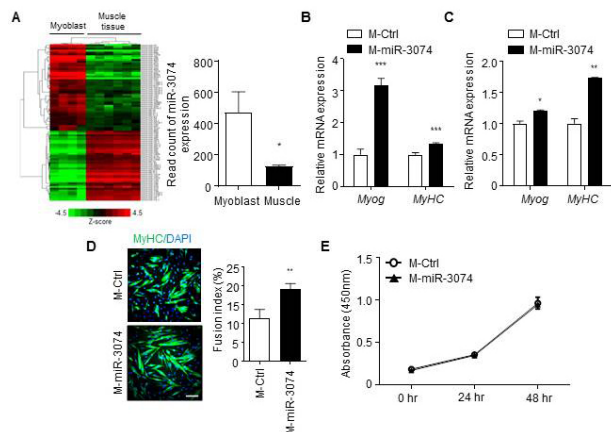 A
Myoblast
Muscle
tissue
-4.5
4.5
Z-score
Read count of miR-3074
expression
800
600
400
200
0
*
Myoblast Muscle
B
M-Ctrl
M-miR-3074
Relative mRNA expression
4
3
2
1
0
***
***
Myog
MyHC
C
M-Ctrl
M-miR-3074
Relative mRNA expression
2.0
1.5
1.0
0.5
0
*
**
Myog
MyHC
D
MyHC/DAPI
M-Ctrl
M-miR-3074
Fusion index (%)
25
20
15
10
5
0
**
M-Ctrl
M-miR-3074
E
M-Ctrl
M-miR-3074
Absorbance (450nm)
1.5
1.0
0.5
0
0 hr
24 hr
48 hr